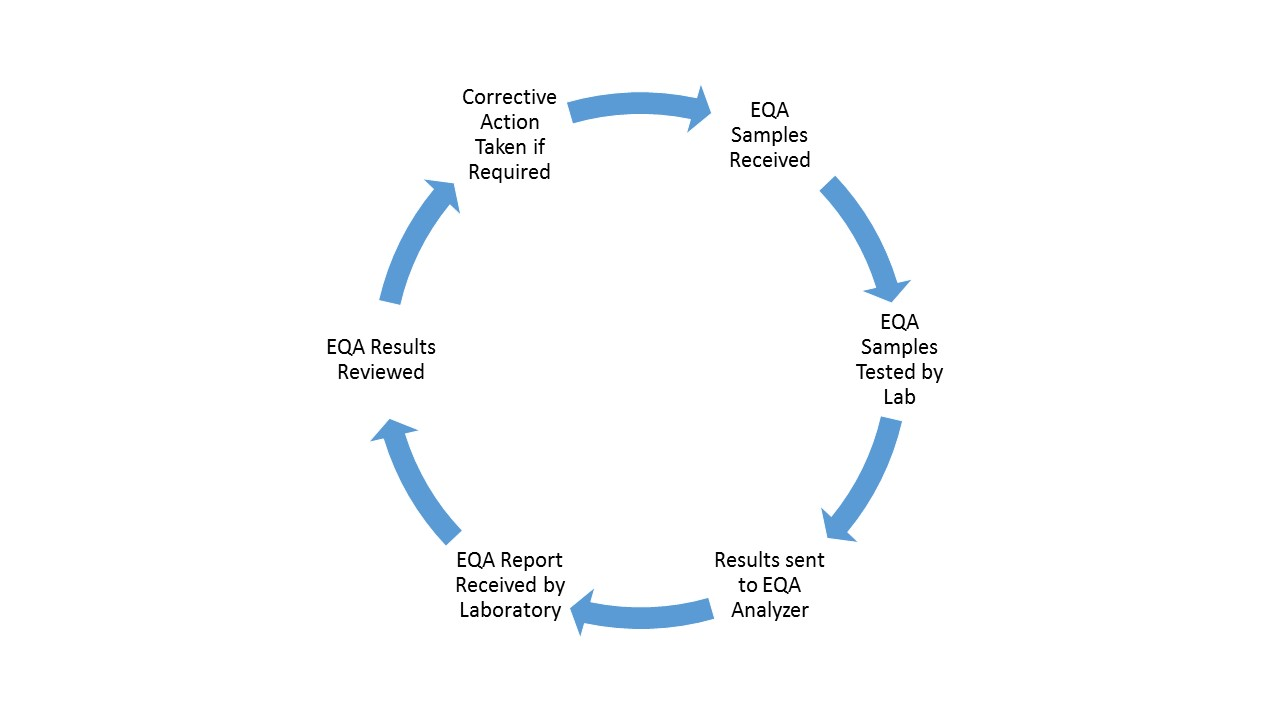 Corrective
Action
Taken if
Required
EQA
Samples
Received
EQA
Samples
Tested by
Lab
Results sent
to EQA
Analyzer
EQA Report
Received by
Laboratory
EQA Results
Reviewed